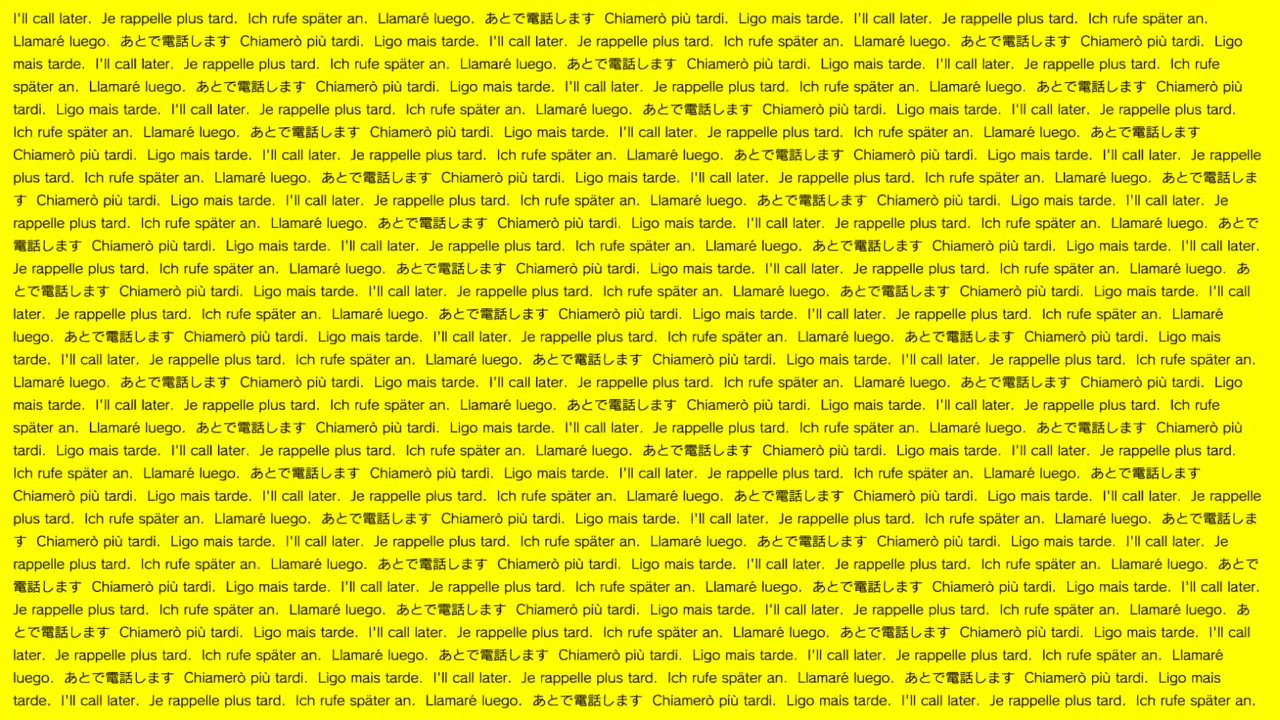 I'll call later. Je rappelle plus tard. Ich rufe später an. Llamaré luego. あとで電話します Chiamerò più tardi. Ligo mais tarde. I'll call later. Je rappelle plus tard. Ich rufe später an.
Llamaré luego. あとで電話します Chiamerò più tardi. Ligo mais tarde. I'll call later. Je rappelle plus tard. Ich rufe später an. Llamaré luego. あとで電話します Chiamerò più tardi. Ligo
mais tarde. I'll call later. Je rappelle plus tard. Ich rufe später an. Llamaré luego. あとで電話します Chiamerò più tardi. Ligo mais tarde. I'll call later. Je rappelle plus tard. Ich rufe
später an. Llamaré luego. あとで電話します Chiamerò più tardi. Ligo mais tarde. I'll call later. Je rappelle plus tard. Ich rufe später an. Llamaré luego. あとで電話します Chiamerò più
tardi. Ligo mais tarde. I'll call later. Je rappelle plus tard. Ich rufe später an. Llamaré luego. あとで電話します Chiamerò più tardi. Ligo mais tarde. I'll call later. Je rappelle plus tard.
Ich rufe später an. Llamaré luego. あとで電話します Chiamerò più tardi. Ligo mais tarde. I'll call later. Je rappelle plus tard. Ich rufe später an. Llamaré luego. あとで電話します
Chiamerò più tardi. Ligo mais tarde. I'll call later. Je rappelle plus tard. Ich rufe später an. Llamaré luego. あとで電話します Chiamerò più tardi. Ligo mais tarde. I'll call later. Je rappelle
plus tard. Ich rufe später an. Llamaré luego. あとで電話します Chiamerò più tardi. Ligo mais tarde. I'll call later. Je rappelle plus tard. Ich rufe später an. Llamaré luego. あとで電話しま
す Chiamerò più tardi. Ligo mais tarde. I'll call later. Je rappelle plus tard. Ich rufe später an. Llamaré luego. あとで電話します Chiamerò più tardi. Ligo mais tarde. I'll call later. Je
rappelle plus tard. Ich rufe später an. Llamaré luego. あとで電話します Chiamerò più tardi. Ligo mais tarde. I'll call later. Je rappelle plus tard. Ich rufe später an. Llamaré luego. あとで
電話します Chiamerò più tardi. Ligo mais tarde. I'll call later. Je rappelle plus tard. Ich rufe später an. Llamaré luego. あとで電話します Chiamerò più tardi. Ligo mais tarde. I'll call later.
Je rappelle plus tard. Ich rufe später an. Llamaré luego. あとで電話します Chiamerò più tardi. Ligo mais tarde. I'll call later. Je rappelle plus tard. Ich rufe später an. Llamaré luego. あ
とで電話します Chiamerò più tardi. Ligo mais tarde. I'll call later. Je rappelle plus tard. Ich rufe später an. Llamaré luego. あとで電話します Chiamerò più tardi. Ligo mais tarde. I'll call
later. Je rappelle plus tard. Ich rufe später an. Llamaré luego. あとで電話します Chiamerò più tardi. Ligo mais tarde. I'll call later. Je rappelle plus tard. Ich rufe später an. Llamaré
luego. あとで電話します Chiamerò più tardi. Ligo mais tarde. I'll call later. Je rappelle plus tard. Ich rufe später an. Llamaré luego. あとで電話します Chiamerò più tardi. Ligo mais
tarde. I'll call later. Je rappelle plus tard. Ich rufe später an. Llamaré luego. あとで電話します Chiamerò più tardi. Ligo mais tarde. I'll call later. Je rappelle plus tard. Ich rufe später an.
Llamaré luego. あとで電話します Chiamerò più tardi. Ligo mais tarde. I'll call later. Je rappelle plus tard. Ich rufe später an. Llamaré luego. あとで電話します Chiamerò più tardi. Ligo
mais tarde. I'll call later. Je rappelle plus tard. Ich rufe später an. Llamaré luego. あとで電話します Chiamerò più tardi. Ligo mais tarde. I'll call later. Je rappelle plus tard. Ich rufe
später an. Llamaré luego. あとで電話します Chiamerò più tardi. Ligo mais tarde. I'll call later. Je rappelle plus tard. Ich rufe später an. Llamaré luego. あとで電話します Chiamerò più
tardi. Ligo mais tarde. I'll call later. Je rappelle plus tard. Ich rufe später an. Llamaré luego. あとで電話します Chiamerò più tardi. Ligo mais tarde. I'll call later. Je rappelle plus tard.
Ich rufe später an. Llamaré luego. あとで電話します Chiamerò più tardi. Ligo mais tarde. I'll call later. Je rappelle plus tard. Ich rufe später an. Llamaré luego. あとで電話します
Chiamerò più tardi. Ligo mais tarde. I'll call later. Je rappelle plus tard. Ich rufe später an. Llamaré luego. あとで電話します Chiamerò più tardi. Ligo mais tarde. I'll call later. Je rappelle
plus tard. Ich rufe später an. Llamaré luego. あとで電話します Chiamerò più tardi. Ligo mais tarde. I'll call later. Je rappelle plus tard. Ich rufe später an. Llamaré luego. あとで電話しま
す Chiamerò più tardi. Ligo mais tarde. I'll call later. Je rappelle plus tard. Ich rufe später an. Llamaré luego. あとで電話します Chiamerò più tardi. Ligo mais tarde. I'll call later. Je
rappelle plus tard. Ich rufe später an. Llamaré luego. あとで電話します Chiamerò più tardi. Ligo mais tarde. I'll call later. Je rappelle plus tard. Ich rufe später an. Llamaré luego. あとで
電話します Chiamerò più tardi. Ligo mais tarde. I'll call later. Je rappelle plus tard. Ich rufe später an. Llamaré luego. あとで電話します Chiamerò più tardi. Ligo mais tarde. I'll call later.
Je rappelle plus tard. Ich rufe später an. Llamaré luego. あとで電話します Chiamerò più tardi. Ligo mais tarde. I'll call later. Je rappelle plus tard. Ich rufe später an. Llamaré luego. あ
とで電話します Chiamerò più tardi. Ligo mais tarde. I'll call later. Je rappelle plus tard. Ich rufe später an. Llamaré luego. あとで電話します Chiamerò più tardi. Ligo mais tarde. I'll call
later. Je rappelle plus tard. Ich rufe später an. Llamaré luego. あとで電話します Chiamerò più tardi. Ligo mais tarde. I'll call later. Je rappelle plus tard. Ich rufe später an. Llamaré
luego. あとで電話します Chiamerò più tardi. Ligo mais tarde. I'll call later. Je rappelle plus tard. Ich rufe später an. Llamaré luego. あとで電話します Chiamerò più tardi. Ligo mais
tarde. I'll call later. Je rappelle plus tard. Ich rufe später an. Llamaré luego. あとで電話します Chiamerò più tardi. Ligo mais tarde. I'll call later. Je rappelle plus tard. Ich rufe später an.